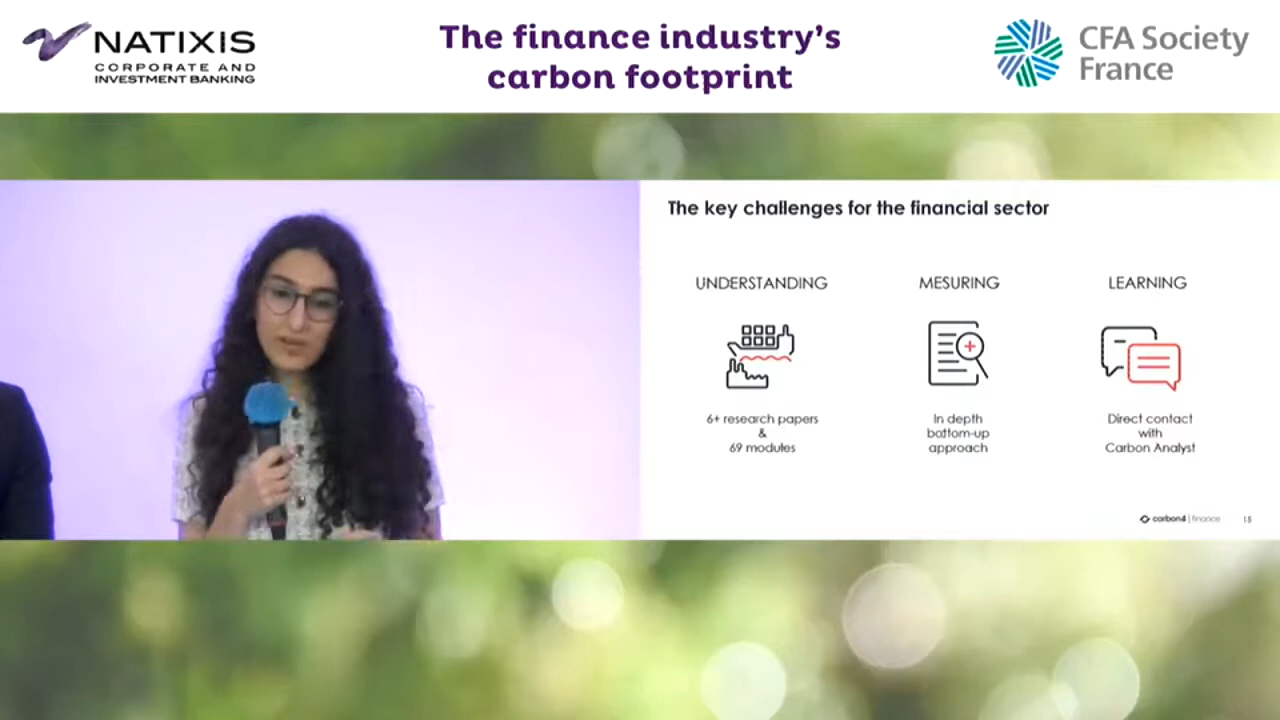 NATIXIS
CORPORATE AND
INVESTMENT BANKING
The finance industry's
carbon footprint
CFA Society
France
The key challenges for the financial sector
UNDERSTANDING
6+ research papers
&
69 modules
MESURING
In depth
bottom-up
approach
LEARNING
Direct contact
with
Carbon Analyst
carbon4 | finance
15